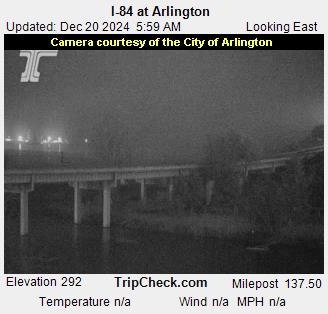 I-84 at Arlington
Updated: Dec 20 2024 5:59 AM Looking East
Camera courtesy of the City of Arlington
Elevation 292 TripCheck.com Milepost 137.50
Temperature n/a Wind n/a MPH n/a